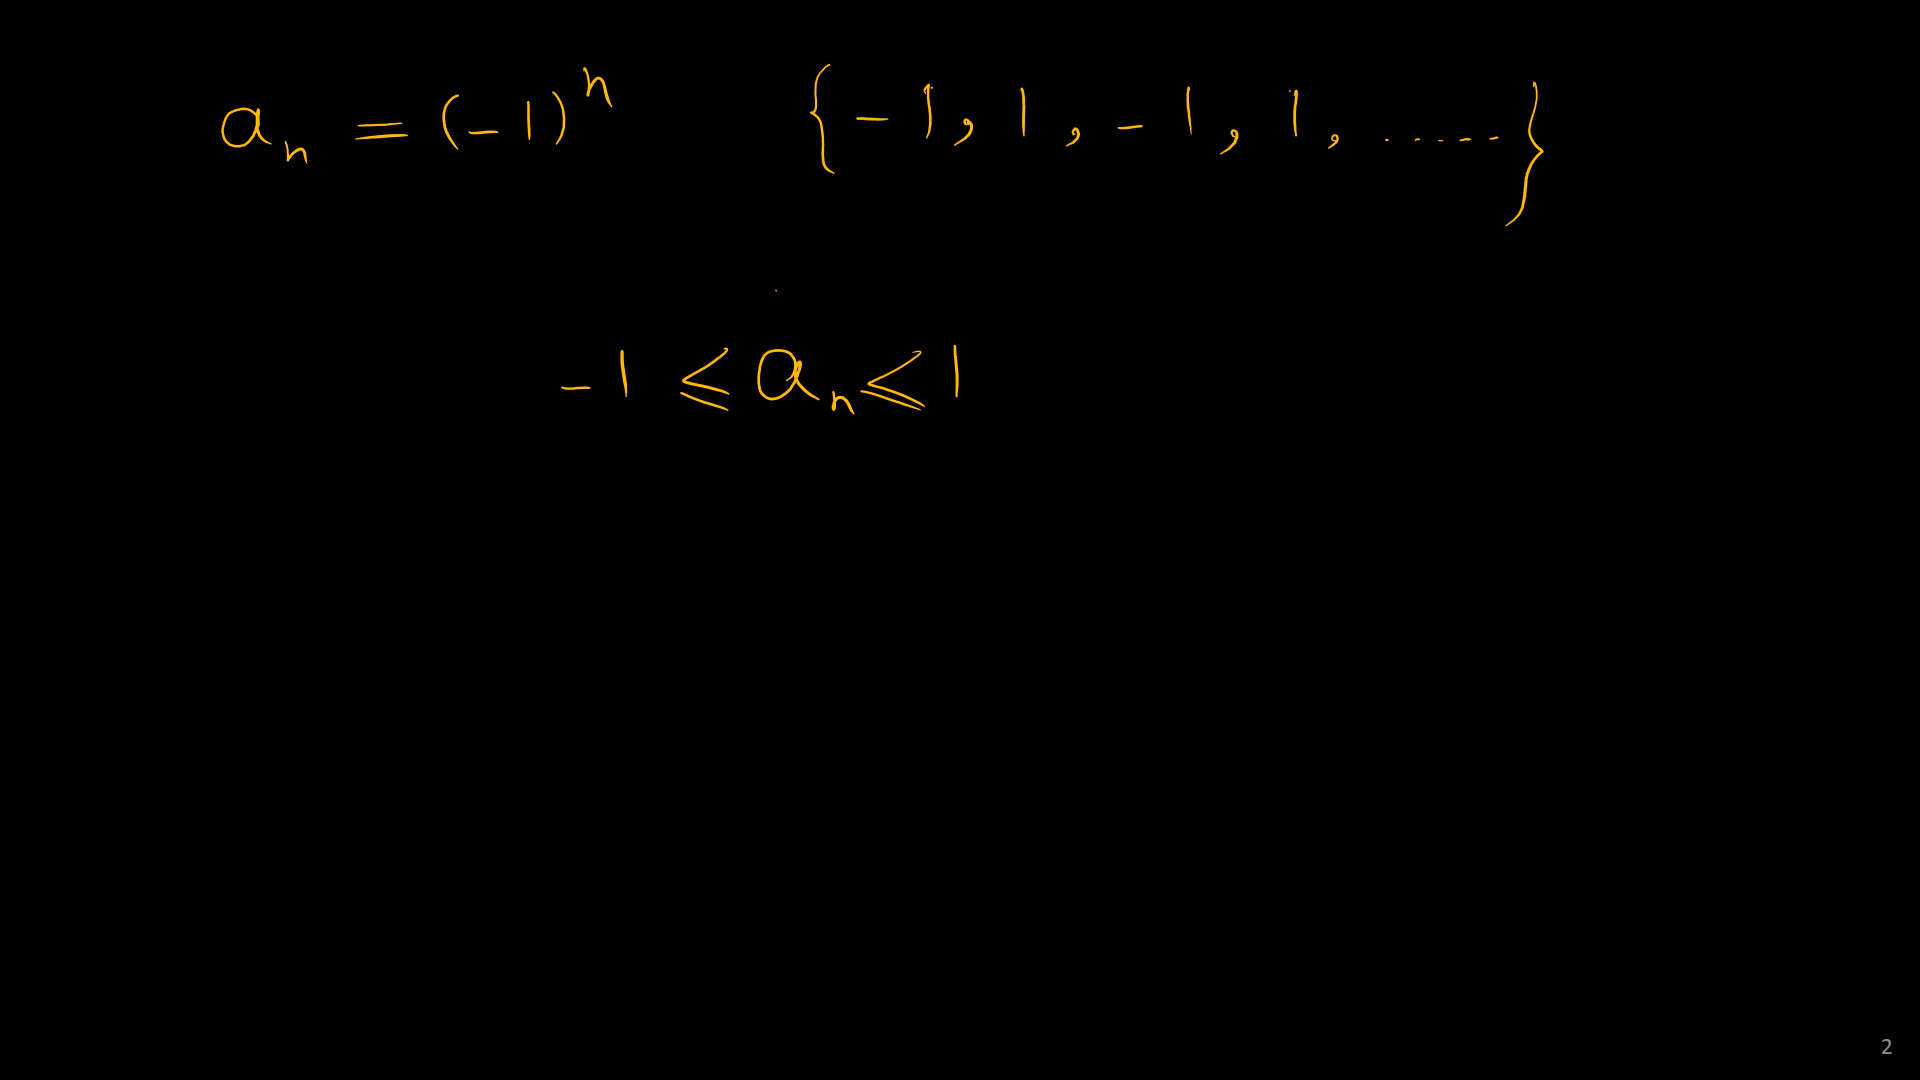 aₙ = (-1)ⁿ {-1, 1, -1, 1, .....}
-1 ≤ aₙ ≤ 1
2